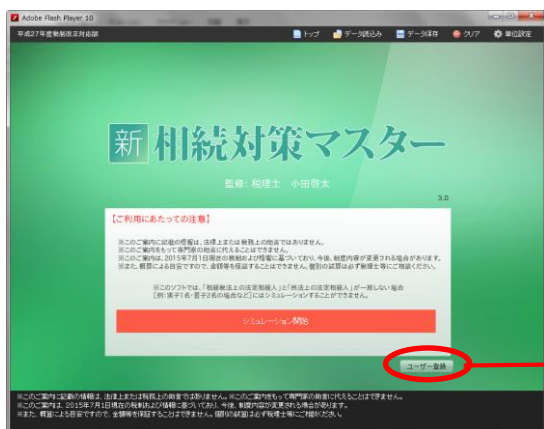 Adobe Flash Player 10
平成27年度税制改正対応版
トップ
データ読込み
データ保存
クリア
単位設定
新 相続対策マスター
監修: 税理士 小田啓太
3.0
【ご利用にあたっての注意】
※このご案内に記載の情報は、法律上または税務上の助言ではありません。
※このご案内をもって専門家の助言に代えることはできません。
※このご案内は、2015年7月1日現在の税制および情報に基づいており、今後、制度内容が変更される場合があります。
※また、概算による目安ですので、金額等を保証することはできません。個別の試算は必ず税理士等にご相談ください。
※このソフトでは、「相続税法上の法定相続人」と「民法上の法定相続人」が一致しない場合
[例:実子1名・養子2名の場合など]にはシミュレーションすることができません。
シミュレーション開始
ユーザー登録
※このご案内に記載の情報は、法律上または税務上の助言ではありません。※このご案内をもって専門家の助言に代えることはできません。
※このご案内は、2015年7月1日現在の税制および情報に基づいており、今後、制度内容が変更される場合があります。
※また、概算による目安ですので、金額等を保証することはできません。個別の試算は必ず税理士等にご相談ください。